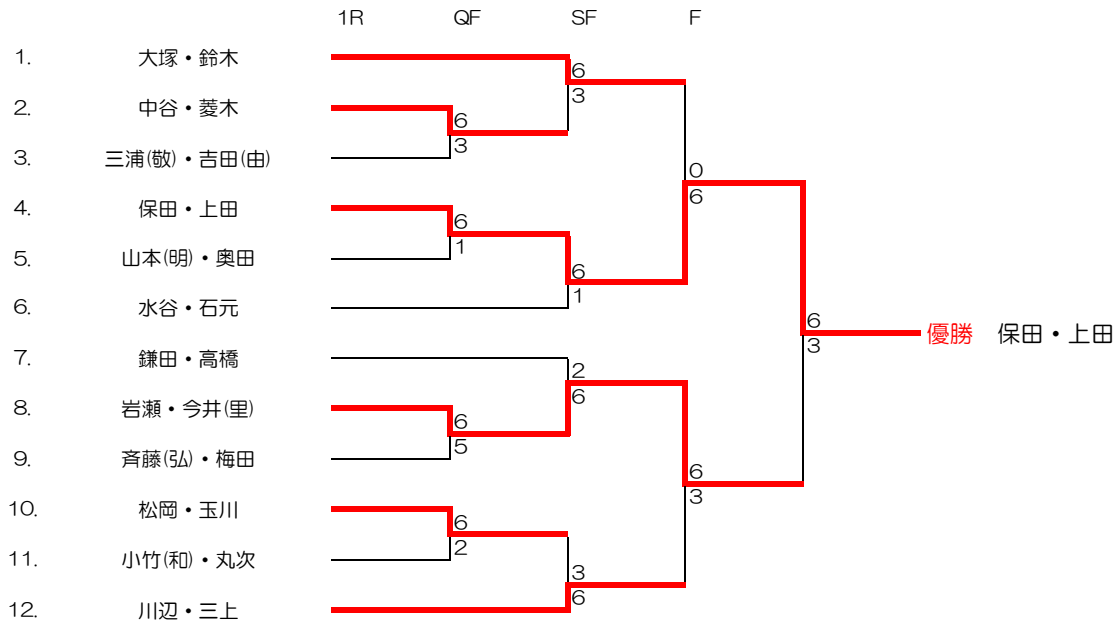 1R QF SF F
1. 大塚・鈴木
6
3
2. 中谷・菱木
6
3
3. 三浦(敬)・吉田(由)
0
6
4. 保田・上田
6
1
5. 山本(明)・奥田
6
1
6. 水谷・石元
6
3
優勝 保田・上田
7. 鎌田・高橋
2
6
8. 岩瀬・今井(里)
6
5
9. 斉藤(弘)・梅田
6
3
10. 松岡・玉川
6
2
11. 小竹(和)・丸次
3
6
12. 川辺・三上